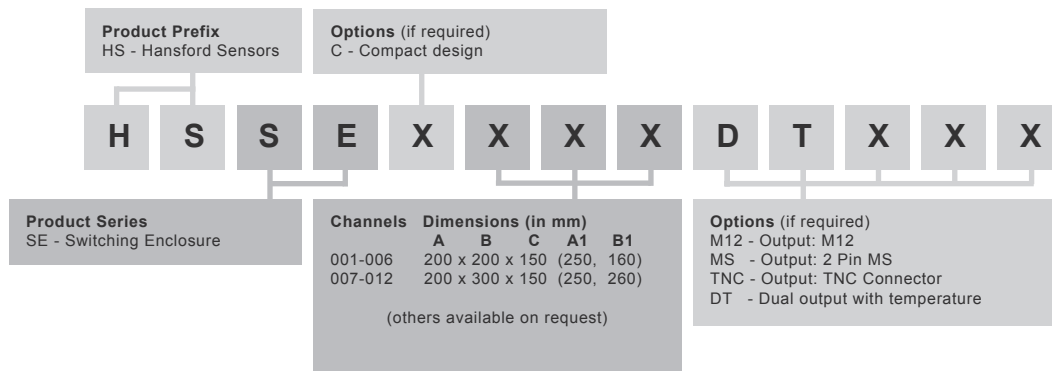 Product Prefix
HS - Hansford Sensors
Options (if required)
C - Compact design
H S S E X X X X D T X X X
Product Series
SE - Switching Enclosure
Channels Dimensions (in mm)
A B C A1 B1
001-006 200 x 200 x 150 (250, 160)
007-012 200 x 300 x 150 (250, 260)
(others available on request)
Options (if required)
M12 - Output: M12
MS - Output: 2 Pin MS
TNC - Output: TNC Connector
DT - Dual output with temperature